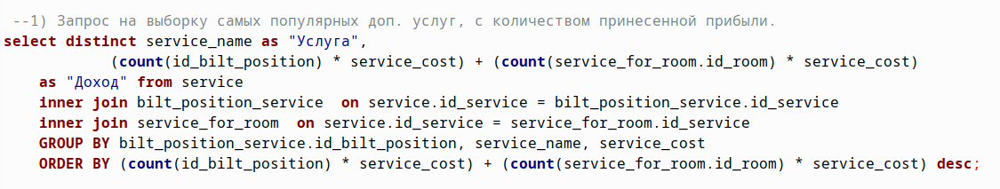 --1) Запрос на выборку самых популярных доп. услуг, с количеством принесенной прибыли.
select distinct service_name as "Услуга",
(count(id_bilt_position) * service_cost) + (count(service_for_room.id_room) * service_cost)
as "Доход" from service
inner join bilt_position_service  on service.id_service = bilt_position_service.id_service
inner join service_for_room  on service.id_service = service_for_room.id_service
GROUP BY bilt_position_service.id_bilt_position, service_name, service_cost
ORDER BY (count(id_bilt_position) * service_cost) + (count(service_for_room.id_room) * service_cost) desc;